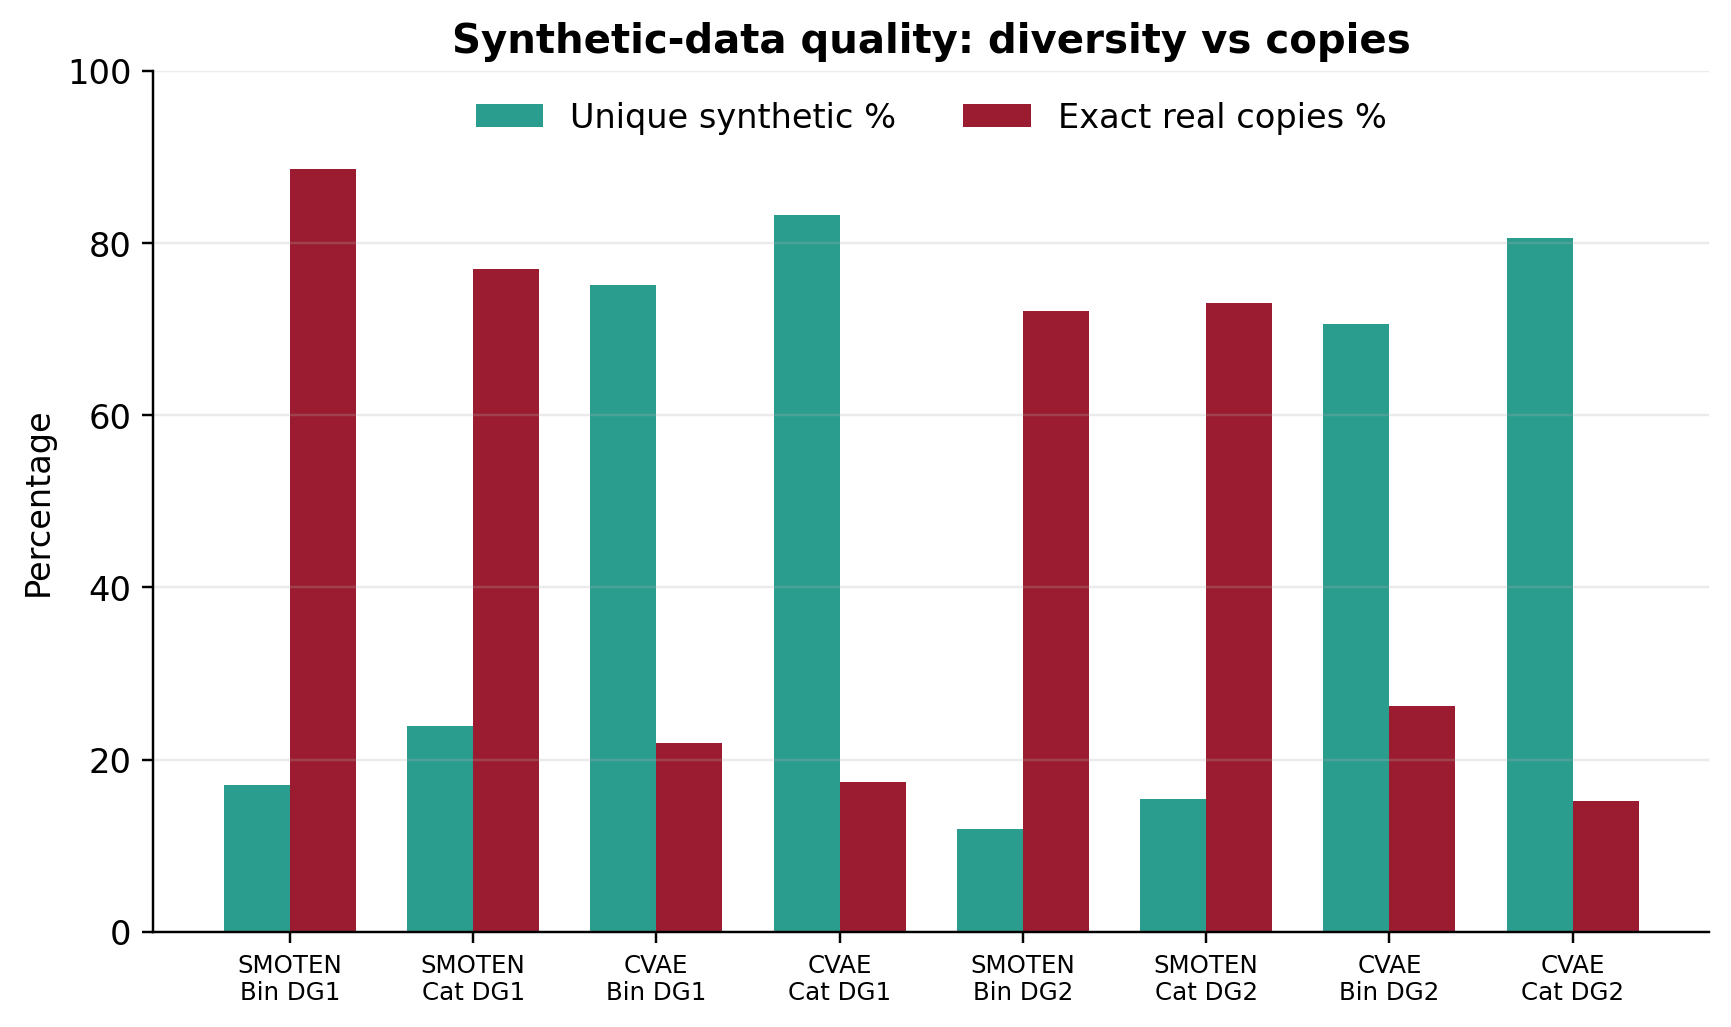 Synthetic-data quality: diversity vs copies
Unique synthetic %
Exact real copies %
Percentage
100
80
60
40
20
0
SMOTEN
Bin DG1
SMOTEN
Cat DG1
CVAE
Bin DG1
CVAE
Cat DG1
SMOTEN
Bin DG2
SMOTEN
Cat DG2
CVAE
Bin DG2
CVAE
Cat DG2